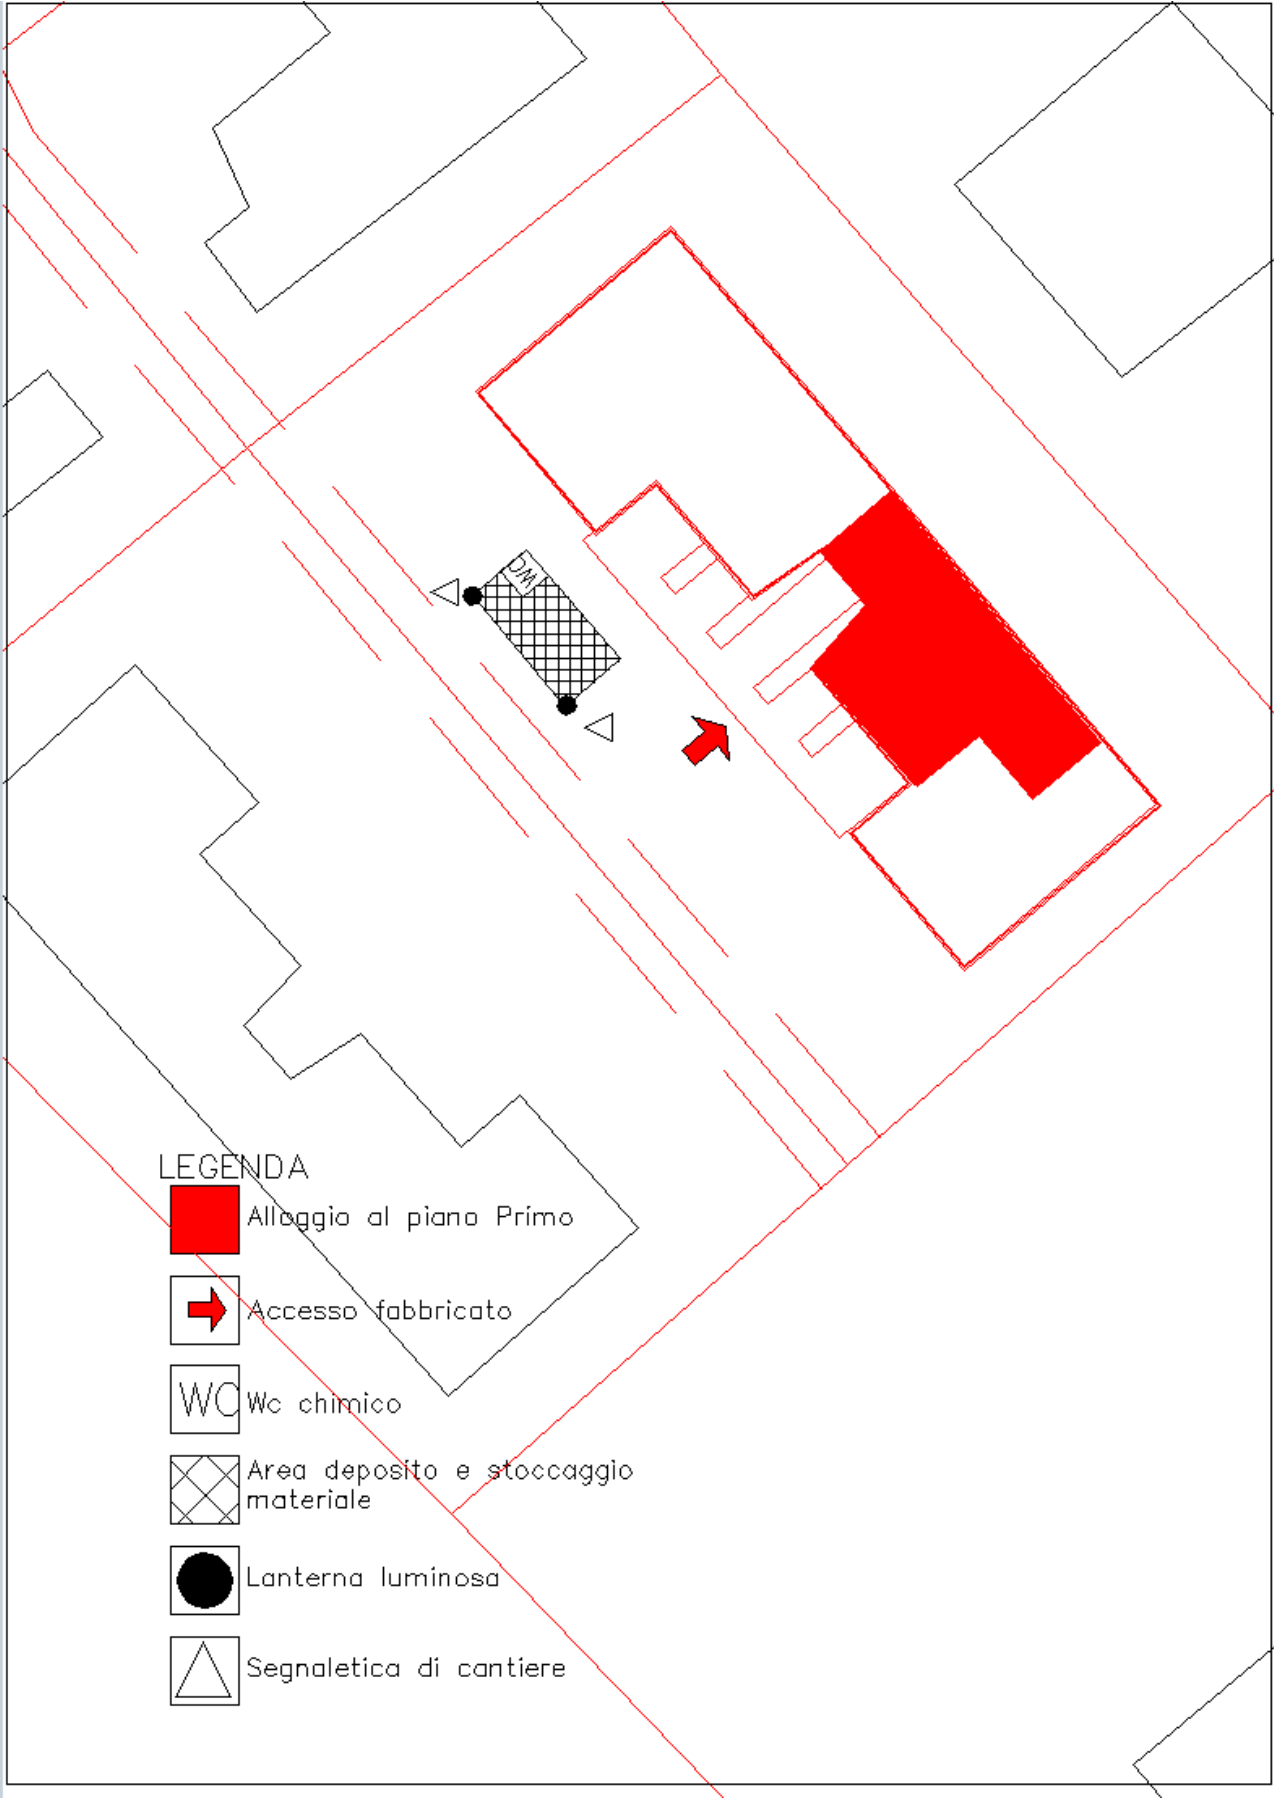 WC
LEGENDA
Alloggio al piano Primo
Accesso fabbricato
WC Wc chimico
Area deposito e stoccaggio
materiale
Lanterna luminosa
Segnaletica di cantiere